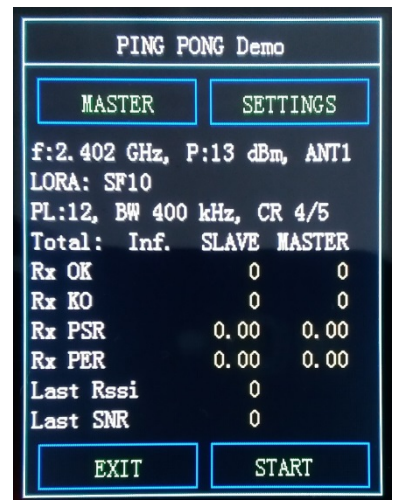 PING PONG Demo
MASTER SETTINGS
f:2.402 GHz, P:13 dBm, ANT1
LORA: SF10
PL:12, BW 400 kHz, CR 4/5
Total: Inf. SLAVE MASTER
Rx OK 0 0
Rx KO 0 0
Rx PSR 0.00 0.00
Rx PER 0.00 0.00
Last Rssi 0
Last SNR 0
EXIT START